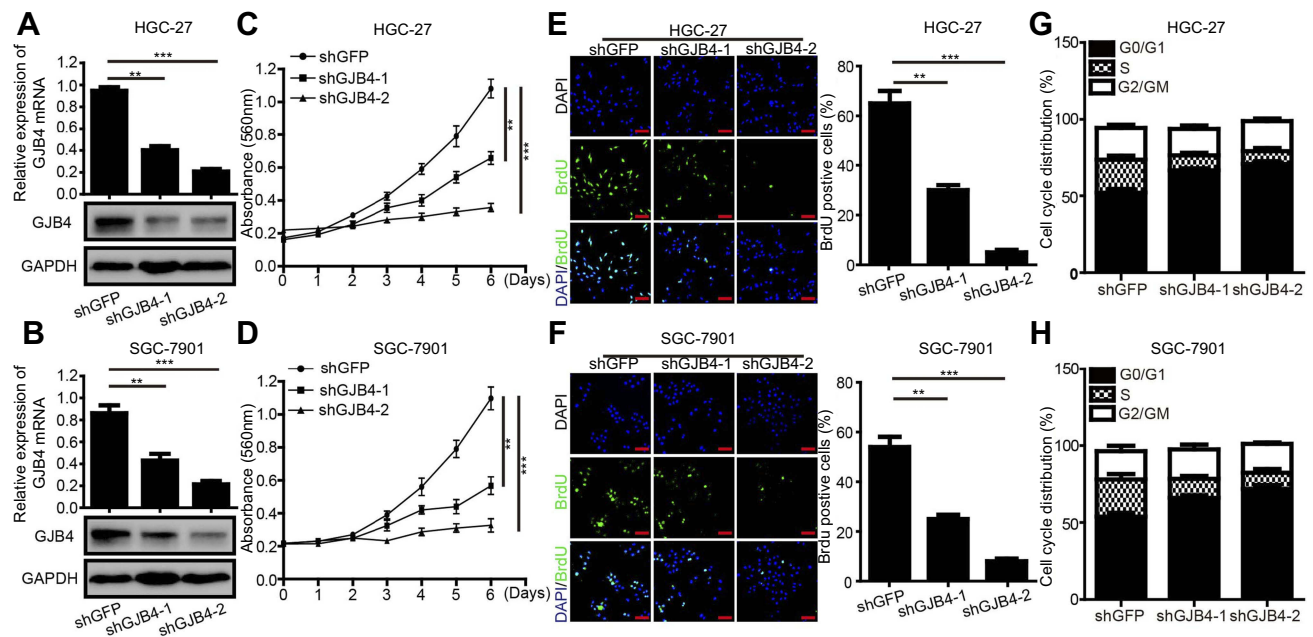 A
HGC-27
Relative expression of
GJB4 mRNA
1.2
1.0
0.8
0.6
0.4
0.2
0.0
**
***
GJB4
GAPDH
shGFP
shGJB4-1
shGJB4-2
B
SGC-7901
Relative expression of
GJB4 mRNA
1.2
1.0
0.8
0.6
0.4
0.2
0.0
**
***
GJB4
GAPDH
shGFP
shGJB4-1
shGJB4-2
C
HGC-27
shGFP
shGJB4-1
shGJB4-2
Absorbance (560nm)
1.2
1.0
0.8
0.6
0.4
0.2
0.0
0 1 2 3 4 5 6 (Days)
**
***
D
SGC-7901
shGFP
shGJB4-1
shGJB4-2
Absorbance (560nm)
1.2
1.0
0.8
0.6
0.4
0.2
0.0
0 1 2 3 4 5 6 (Days)
**
***
E
HGC-27
shGFP shGJB4-1 shGJB4-2
DAPI
BrdU
DAPI/BrdU
HGC-27
BrdU postive cells (%)
80
60
40
20
0
**
***
shGFP
shGJB4-1
shGJB4-2
F
SGC-7901
shGFP shGJB4-1 shGJB4-2
DAPI
BrdU
DAPI/BrdU
SGC-7901
BrdU postive cells (%)
80
60
40
20
0
**
***
shGFP
shGJB4-1
shGJB4-2
G
HGC-27
Cell cycle distribution (%)
150
100
50
0
G0/G1
S
G2/GM
shGFP shGJB4-1 shGJB4-2
H
SGC-7901
Cell cycle distribution (%)
150
100
50
0
G0/G1
S
G2/GM
shGFP shGJB4-1 shGJB4-2